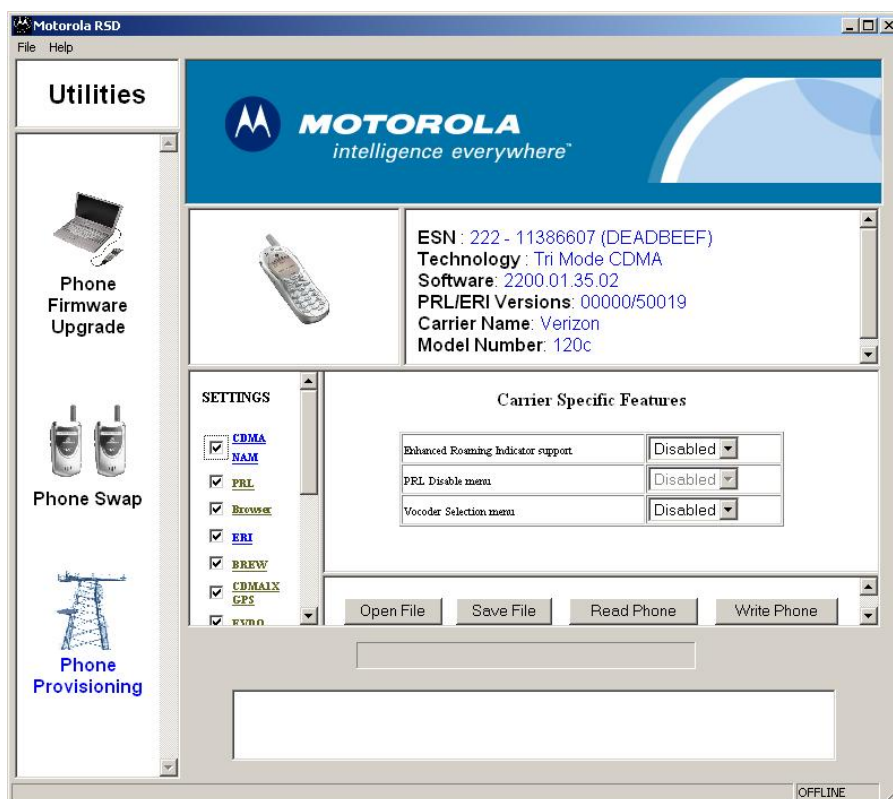 Motorola RSD
File Help
Utilities
MOTOROLA
intelligence everywhere™
Phone
Firmware
Upgrade
Phone Swap
Phone
Provisioning
ESN : 222 - 11386607 (DEADBEEF)
Technology : Tri Mode CDMA
Software: 2200.01.35.02
PRL/ERI Versions: 00000/50019
Carrier Name: Verizon
Model Number: 120c
SETTINGS
CDMA
NAM
PRL
Browser
ERI
BREW
CDMA1X
GPS
EVDO
Carrier Specific Features
Enhanced Roaming Indicator support Disabled
PRL Disable menu Disabled
Vocoder Selection menu Disabled
Open File Save File Read Phone Write Phone
OFFLINE